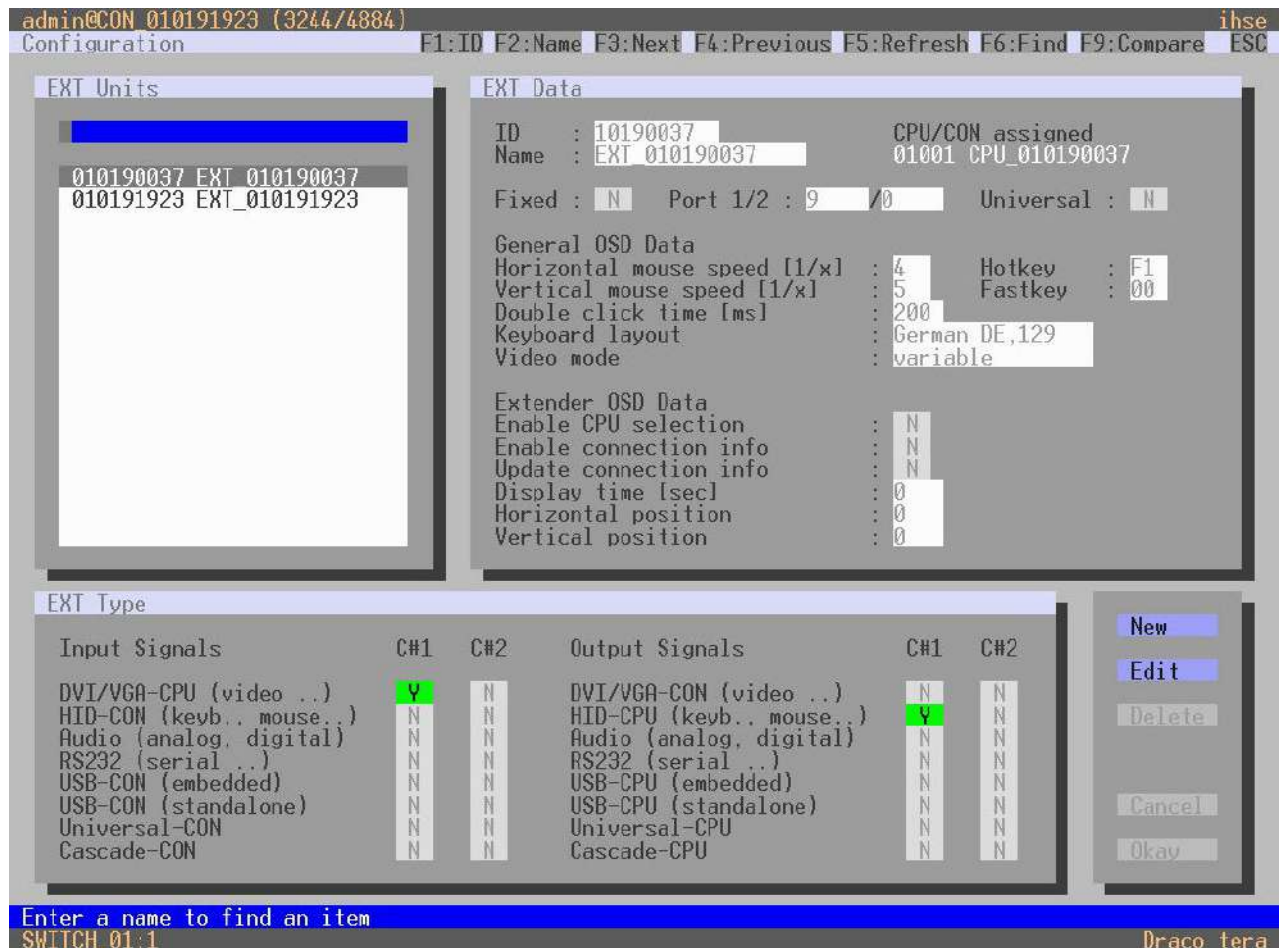 admin@CON_010191923 (3244/4884) ihse
Configuration F1:ID F2:Name F3:Next F4:Previous F5:Refresh F6:Find F9:Compare ESC
EXT Units
010190037 EXT_010190037
010191923 EXT_010191923
EXT Data
ID : 10190037 CPU/CON assigned
Name : EXT_010190037 01001 CPU_010190037
Fixed : N Port 1/2 : 9 /0 Universal : N
General OSD Data
Horizontal mouse speed [1/x] : 4 Hotkey : F1
Vertical mouse speed [1/x] : 5 Fastkey : 00
Double click time [ms] : 200
Keyboard layout : German DE,129
Video mode : variable
Extender OSD Data
Enable CPU selection : N
Enable connection info : N
Update connection info : N
Display time [sec] : 0
Horizontal position : 0
Vertical position : 0
EXT Type
Input Signals C#1 C#2 Output Signals C#1 C#2
DVI/VGA-CPU (video ..) Y N DVI/VGA-CON (video ..) N N
HID-CON (keyb.. mouse..) N N HID-CPU (keyb.. mouse..) Y N
Audio (analog, digital) N N Audio (analog, digital) N N
RS232 (serial ..) N N RS232 (serial ..) N N
USB-CON (embedded) N N USB-CPU (embedded) N N
USB-CON (standalone) N N USB-CPU (standalone) N N
Universal-CON N N Universal-CPU N N
Cascade-CON N N Cascade-CPU N N
New
Edit
Delete
Cancel
Okay
Enter a name to find an item
SWITCH_01:1 Draco tera